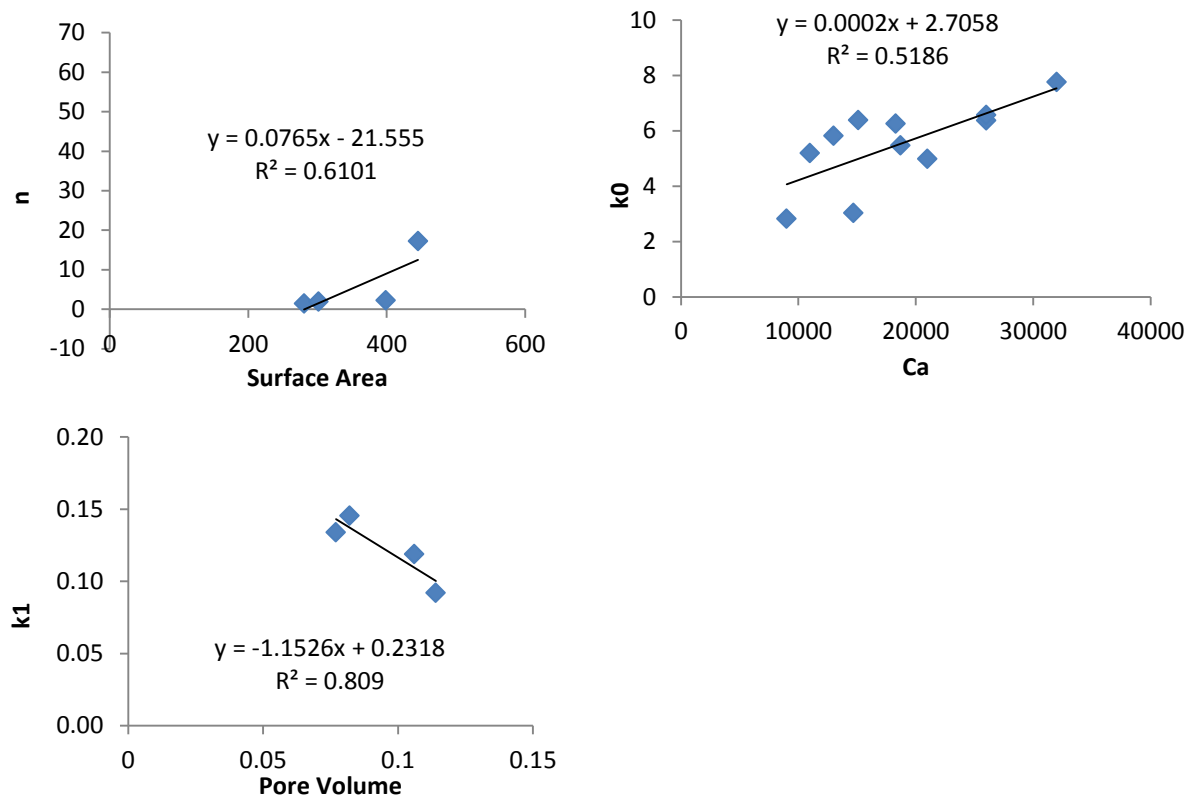 70
60
50
40
30
20
10
0
-10
n
y = 0.0765x - 21.555
R² = 0.6101
0 200 400 600
Surface Area
10
8
6
4
2
0
k0
y = 0.0002x + 2.7058
R² = 0.5186
0 10000 20000 30000 40000
Ca
0.20
0.15
0.10
0.05
0.00
k1
y = -1.1526x + 0.2318
R² = 0.809
0 0.05 0.1 0.15
Pore Volume